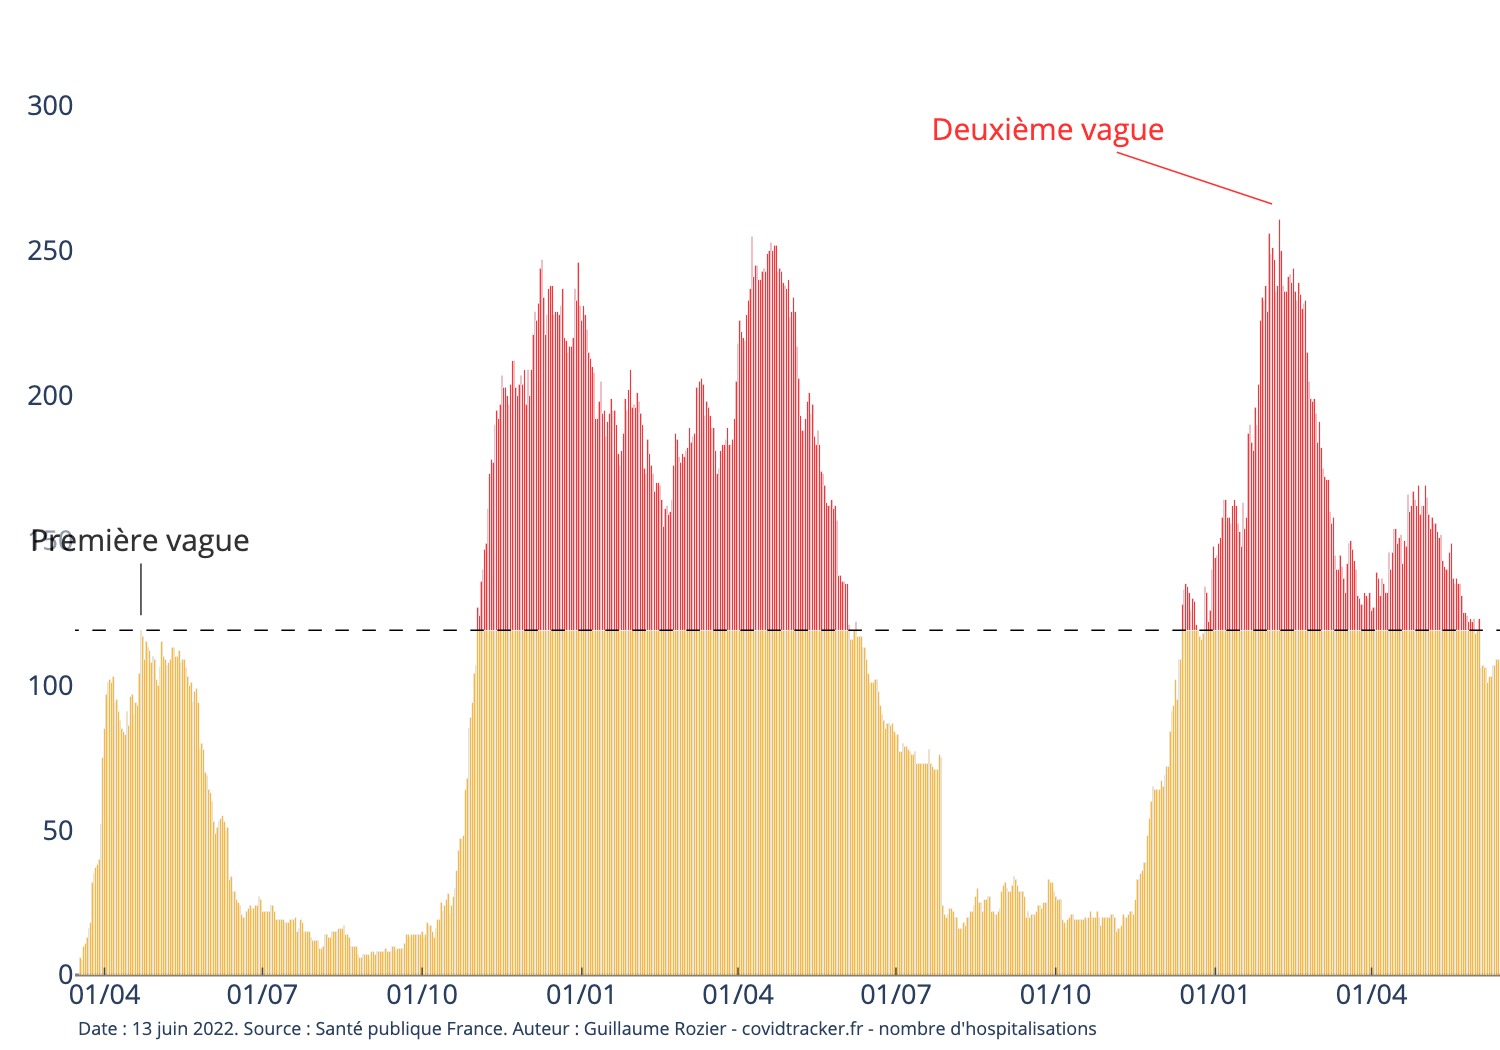 300
Deuxième vague
250
200
150
Première vague
100
50
0
01/04 01/07 01/10 01/01 01/04 01/07 01/10 01/01 01/04
Date : 13 juin 2022. Source : Santé publique France. Auteur : Guillaume Rozier - covidtracker.fr - nombre d'hospitalisations